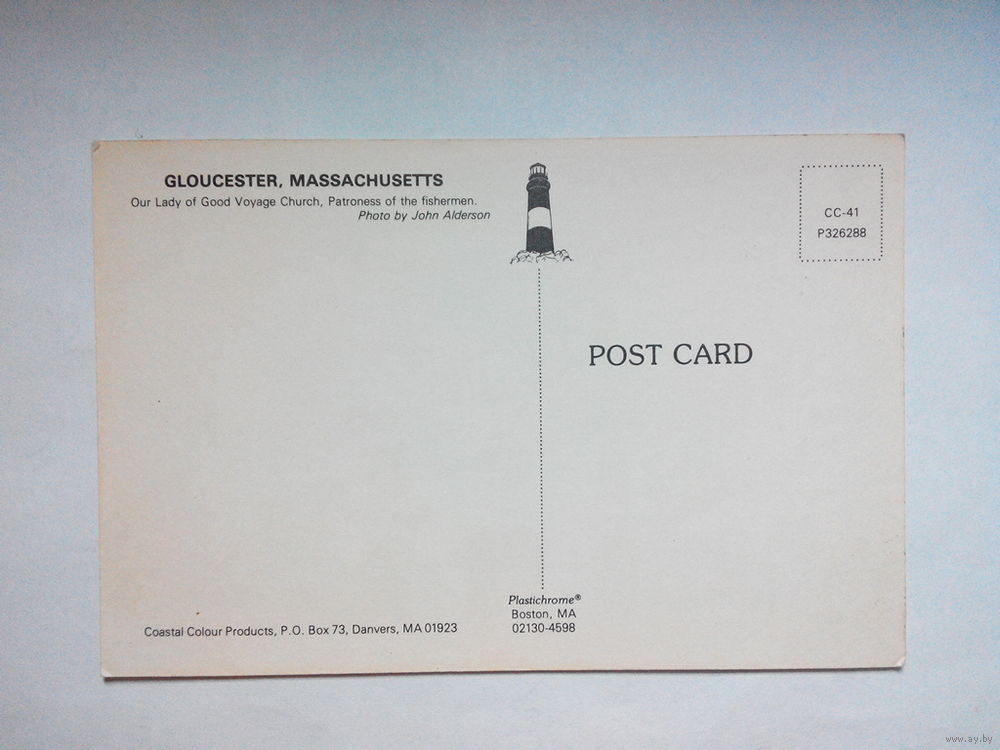 GLOUCESTER, MASSACHUSETTS
Our Lady of Good Voyage Church, Patroness of the fishermen.
Photo by John Alderson
CC-41
P326288
POST CARD
Coastal Colour Products, P.O. Box 73, Danvers, MA 01923
Plastichrome®
Boston, MA
02130-4598
www.ay.by